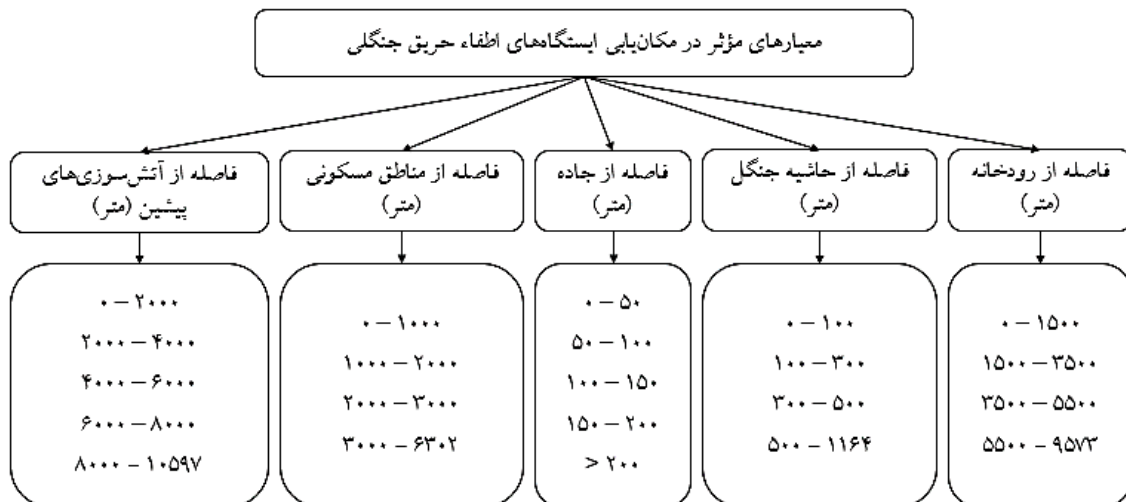 معیارهای مؤثر در مکان‌یابی ایستگاه‌های اطفاء حریق جنگلی
فاصله از رودخانه
(متر)
فاصله از حاشیه جنگل
(متر)
فاصله از جاده
(متر)
فاصله از مناطق مسکونی
(متر)
فاصله از آتش‌سوزی‌های
پیشین (متر)
۰ – ۱۵۰۰
۱۵۰۰ – ۳۵۰۰
۳۵۰۰ – ۵۵۰۰
۵۵۰۰ – ۹۵۷۳
۰ – ۱۰۰
۱۰۰ – ۳۰۰
۳۰۰ – ۵۰۰
۵۰۰ – ۱۱۶۴
۰ – ۵۰
۵۰ – ۱۰۰
۱۰۰ – ۱۵۰
۱۵۰ – ۲۰۰
> ۲۰۰
۰ – ۱۰۰۰
۱۰۰۰ – ۲۰۰۰
۲۰۰۰ – ۳۰۰۰
۳۰۰۰ – ۶۳۰۲
۰ – ۲۰۰۰
۲۰۰۰ – ۴۰۰۰
۴۰۰۰ – ۶۰۰۰
۶۰۰۰ – ۸۰۰۰
۸۰۰۰ – ۱۰۵۹۷